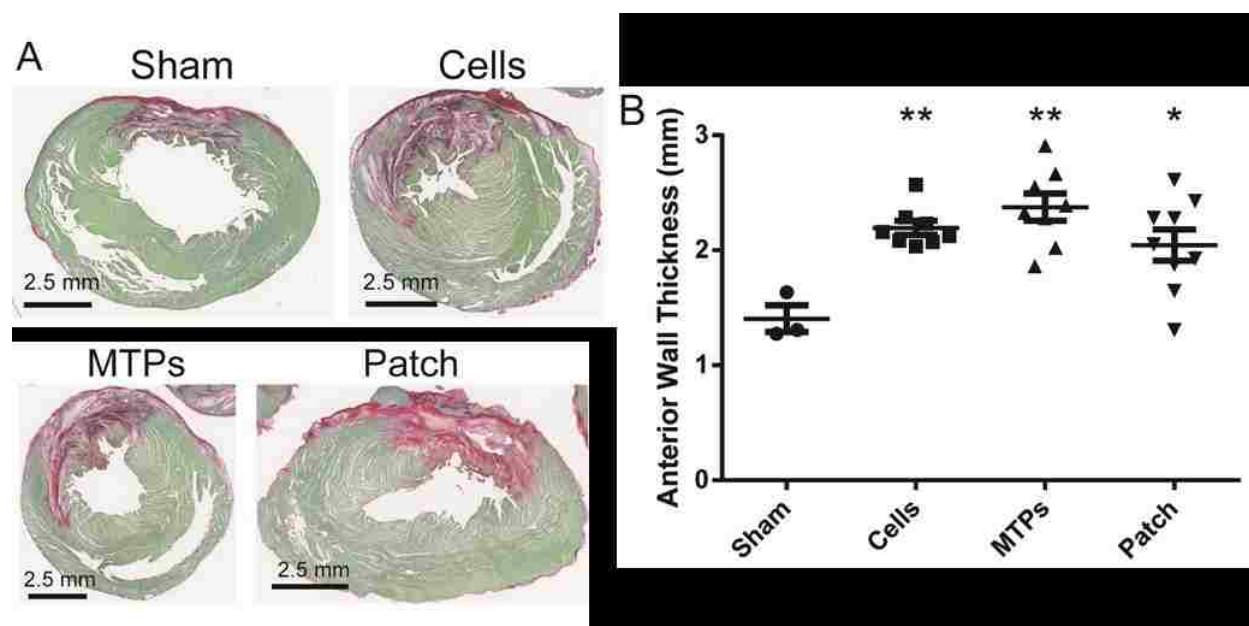 A
Sham
Cells
2.5 mm
2.5 mm
MTPs
Patch
2.5 mm
2.5 mm
B
** ** *
Anterior Wall Thickness (mm)
3
2
1
0
Sham
Cells
MTPs
Patch